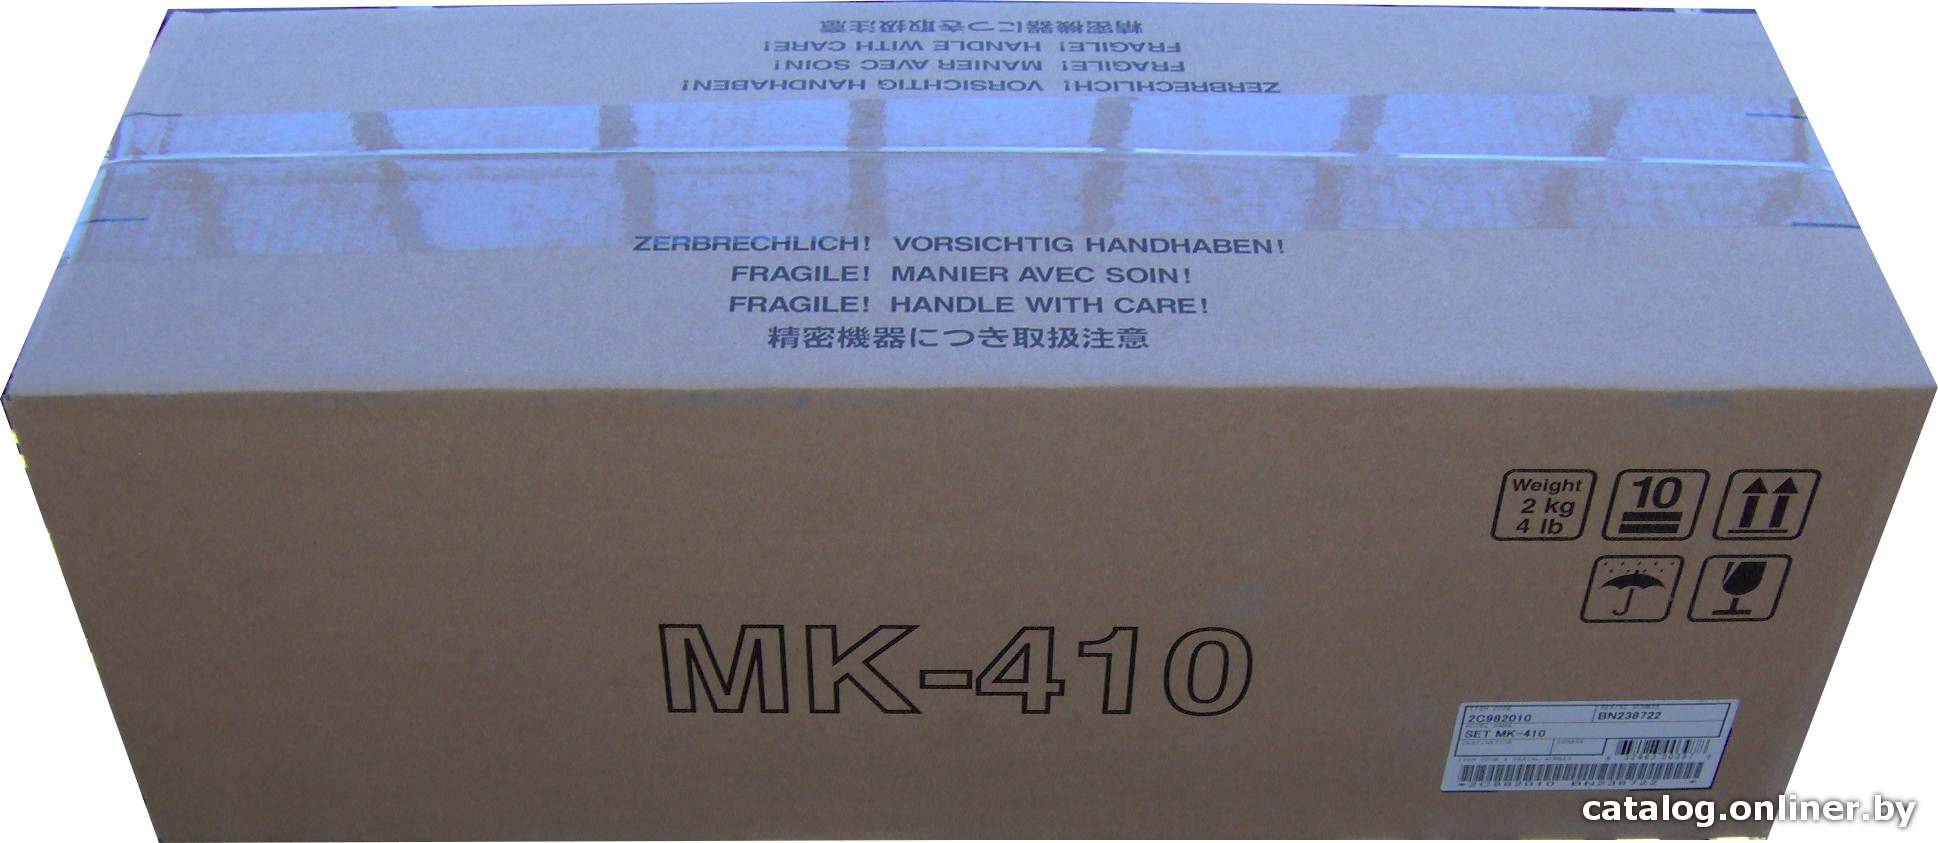 精密機器につき取扱注意
FRAGILE! HANDLE WITH CARE!
FRAGILE! MANIER AVEC SOIN!
ZERBRECHLICH! VORSICHTIG HANDHABEN!
ZERBRECHLICH! VORSICHTIG HANDHABEN!
FRAGILE! MANIER AVEC SOIN!
FRAGILE! HANDLE WITH CARE!
精密機器につき取扱注意
Weight
2 kg
4 lb
10
MK-410
2C982010 BN238722
SET MK-410
*2C982010 BN238722 *
catalog.onliner.by